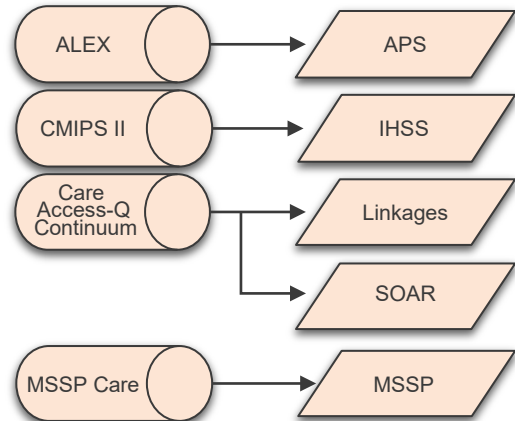 ALEX
APS
CMIPS II
IHSS
Care
Access-Q
Continuum
Linkages
SOAR
MSSP Care
MSSP